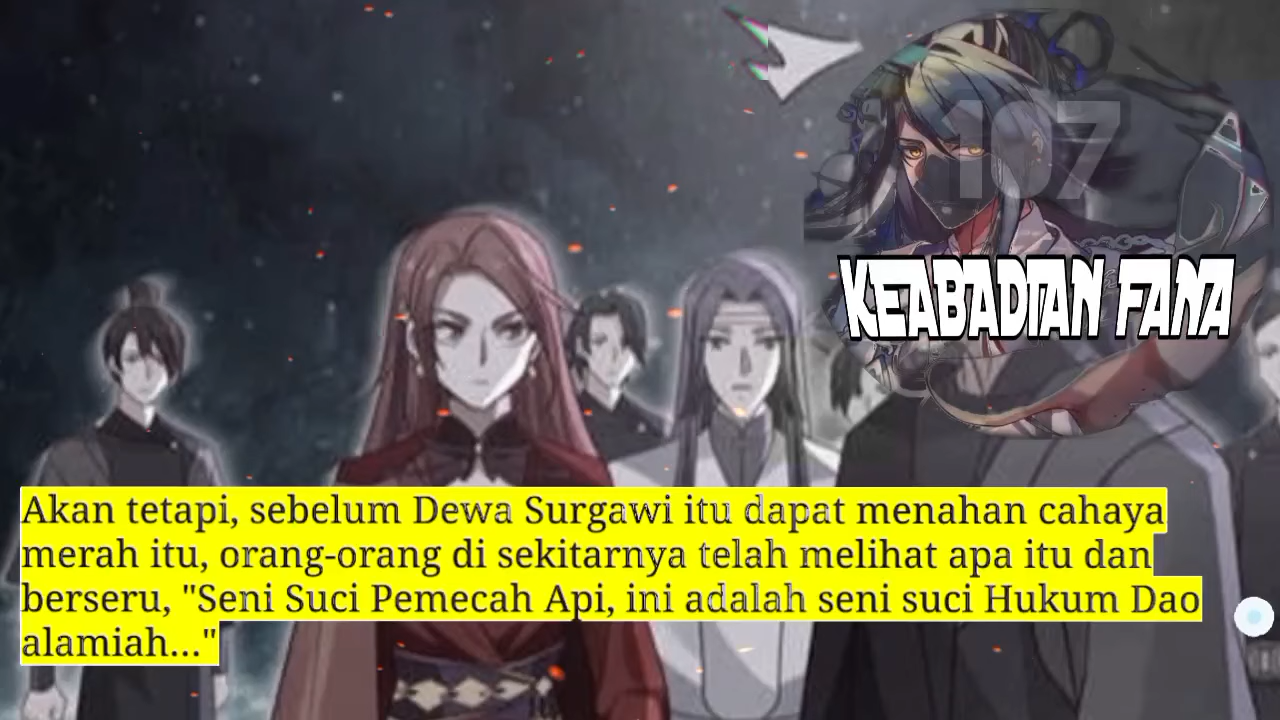 107
KEABADIAN FANA
Akan tetapi, sebelum Dewa Surgawi itu dapat menahan cahaya
merah itu, orang-orang di sekitarnya telah melihat apa itu dan
berseru, "Seni Suci Pemecah Api, ini adalah seni suci Hukum Dao
alamiah..."